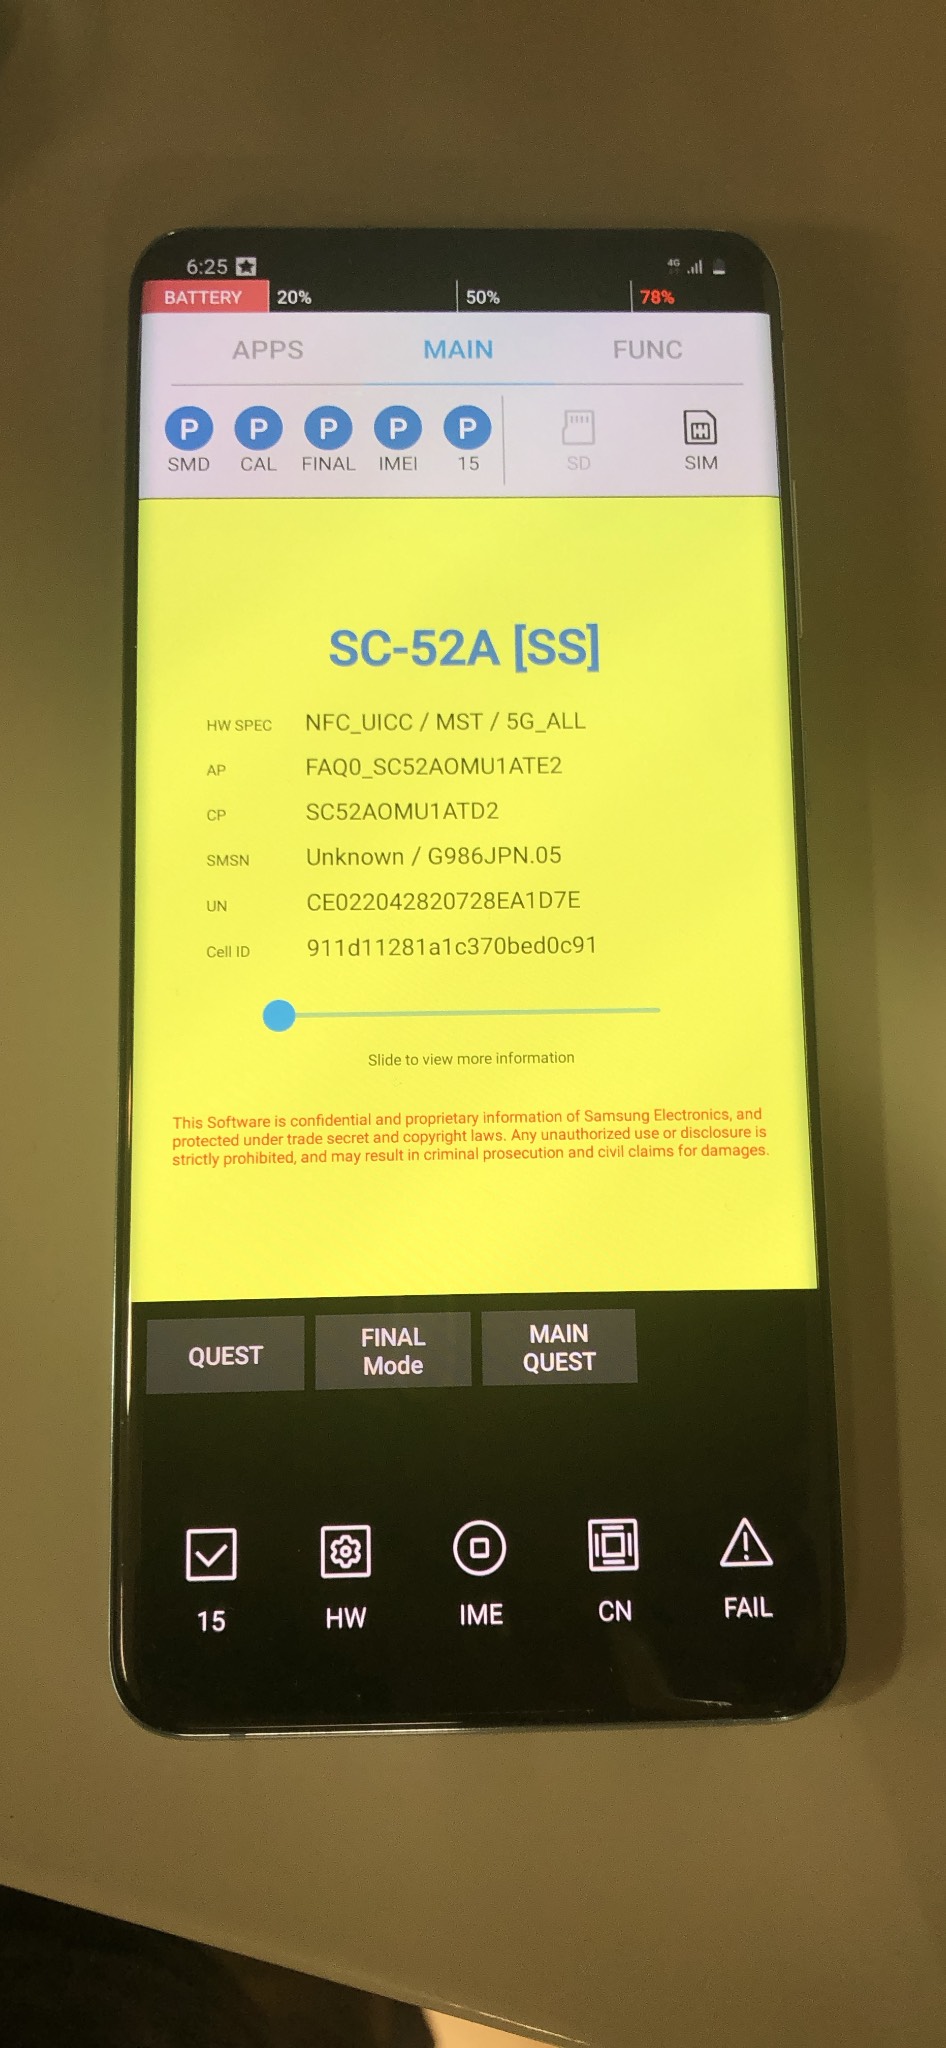 6:25
4G
BATTERY 20% 50% 78%
APPS MAIN FUNC
P P P P P
SMD CAL FINAL IMEI 15 SD SIM
SC-52A [SS]
HW SPEC NFC_UICC / MST / 5G_ALL
AP FAQ0_SC52AOMU1ATE2
CP SC52AOMU1ATD2
SMSN Unknown / G986JPN.05
UN CE022042820728EA1D7E
Cell ID 911d11281a1c370bed0c91
Slide to view more information
This Software is confidential and proprietary information of Samsung Electronics, and
protected under trade secret and copyright laws. Any unauthorized use or disclosure is
strictly prohibited, and may result in criminal prosecution and civil claims for damages.
QUEST
FINAL
Mode
MAIN
QUEST
15 HW IME CN FAIL